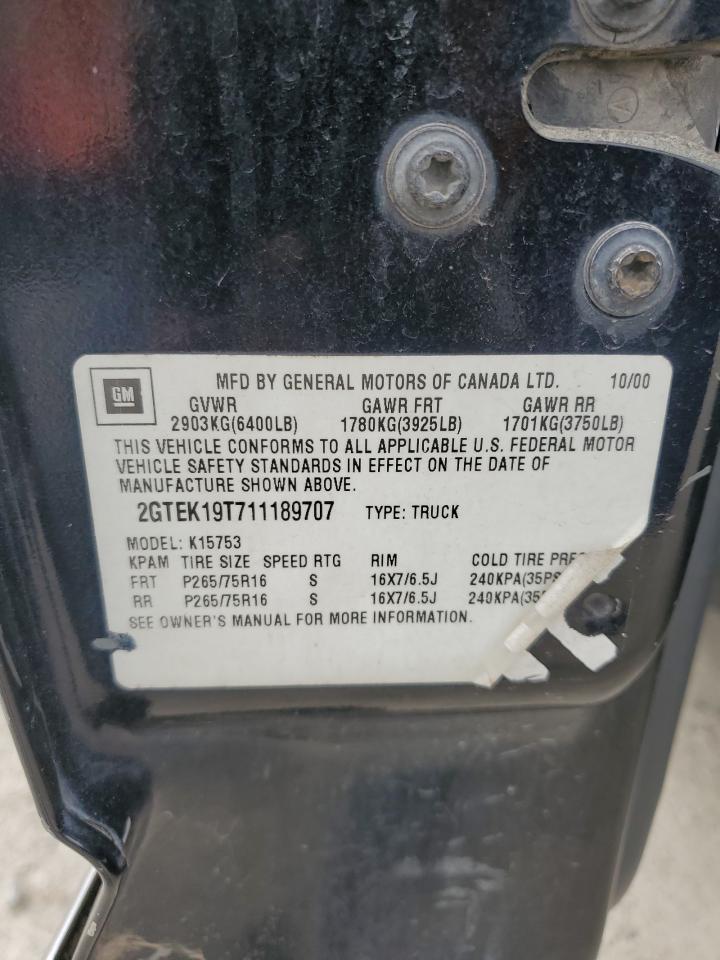 GM
MFD BY GENERAL MOTORS OF CANADA LTD. 10/00
GVWR GAWR FRT GAWR RR
2903KG(6400LB) 1780KG(3925LB) 1701KG(3750LB)
THIS VEHICLE CONFORMS TO ALL APPLICABLE U.S. FEDERAL MOTOR
VEHICLE SAFETY STANDARDS IN EFFECT ON THE DATE OF
MANUFACTURE SHOWN ABOVE.
2GTEK19T711189707 TYPE: TRUCK
MODEL: K15753
KPAM TIRE SIZE SPEED RTG RIM COLD TIRE PRES
FRT P265/75R16 S 16X7/6.5J 240KPA(35PS
RR P265/75R16 S 16X7/6.5J 240KPA(35
SEE OWNER'S MANUAL FOR MORE INFORMATION.